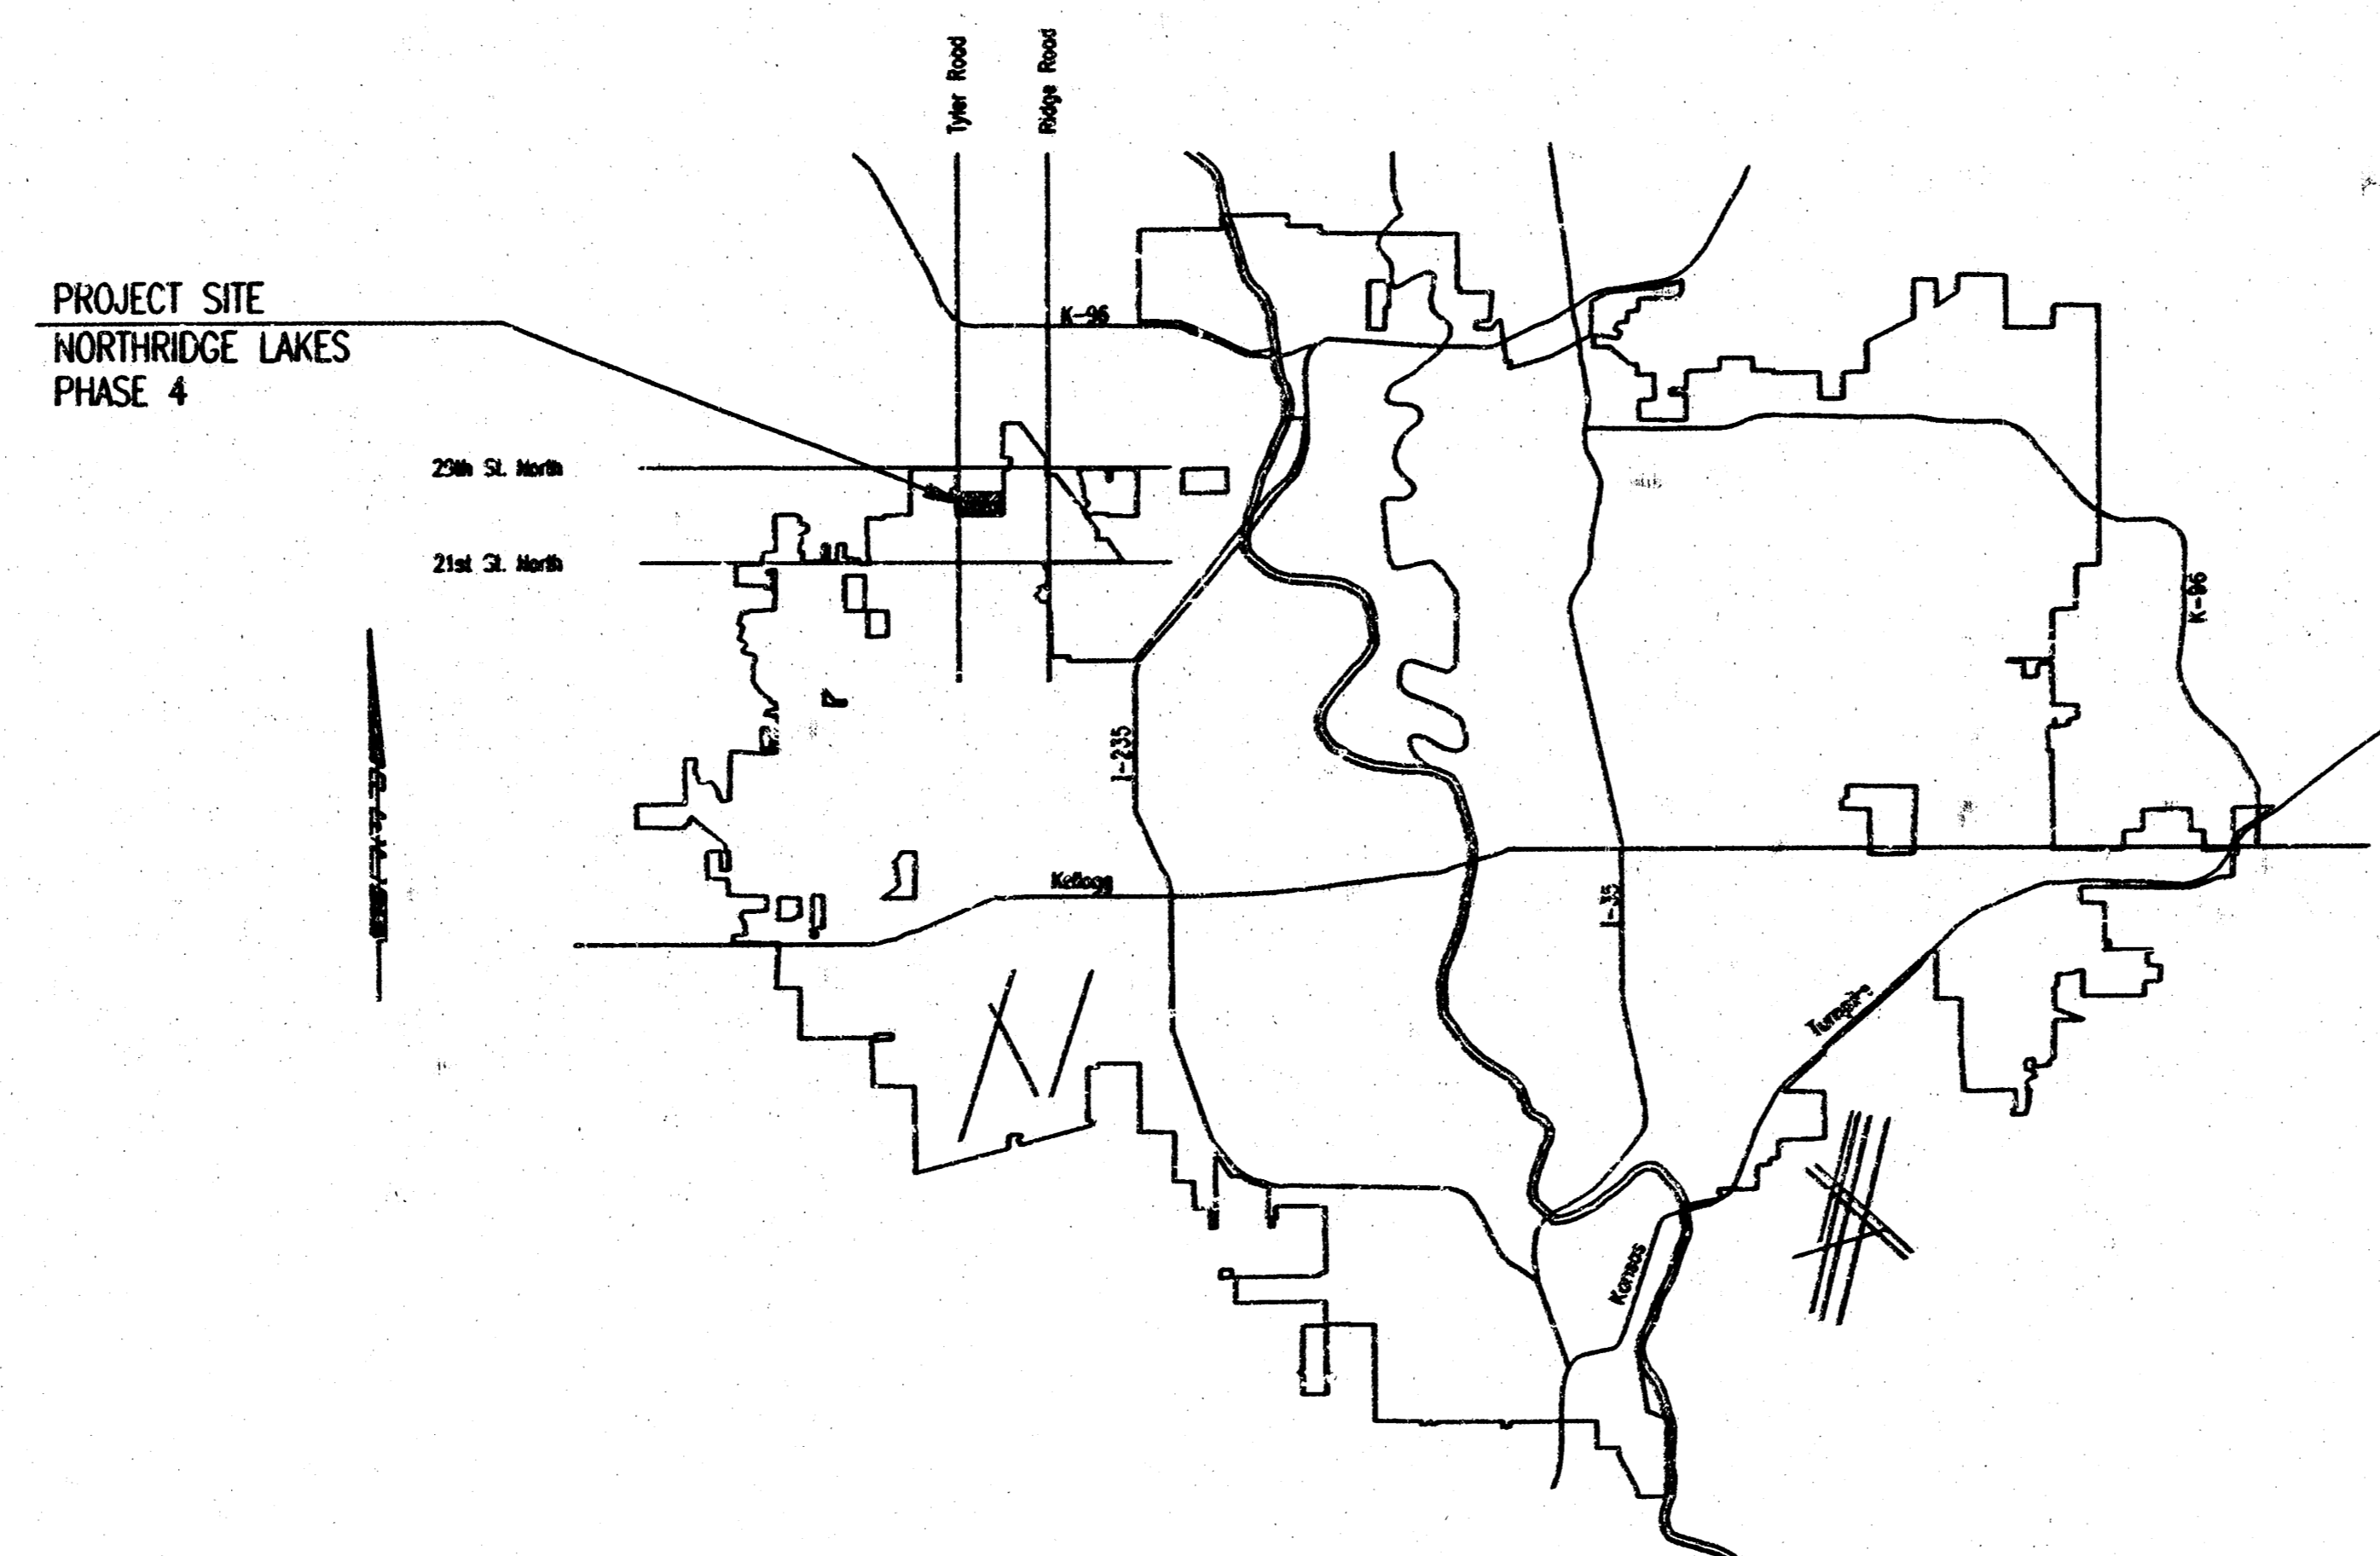 Tyler Road
Ridge Road
PROJECT SITE
NORTHRIDGE LAKES
PHASE 4
K-96
29th St. North
21st St. North
K-96
I-235
Kellogg
I-35
Turnpike
Kansas